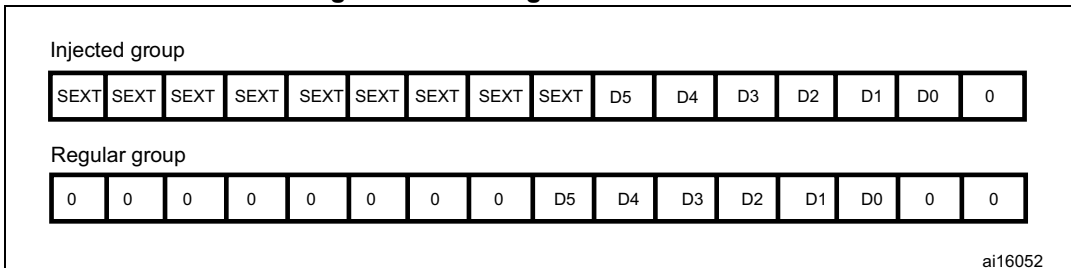 Injected group
SEXT SEXT SEXT SEXT SEXT SEXT SEXT SEXT SEXT D5 D4 D3 D2 D1 D0 0
Regular group
0 0 0 0 0 0 0 0 D5 D4 D3 D2 D1 D0 0 0
ai16052